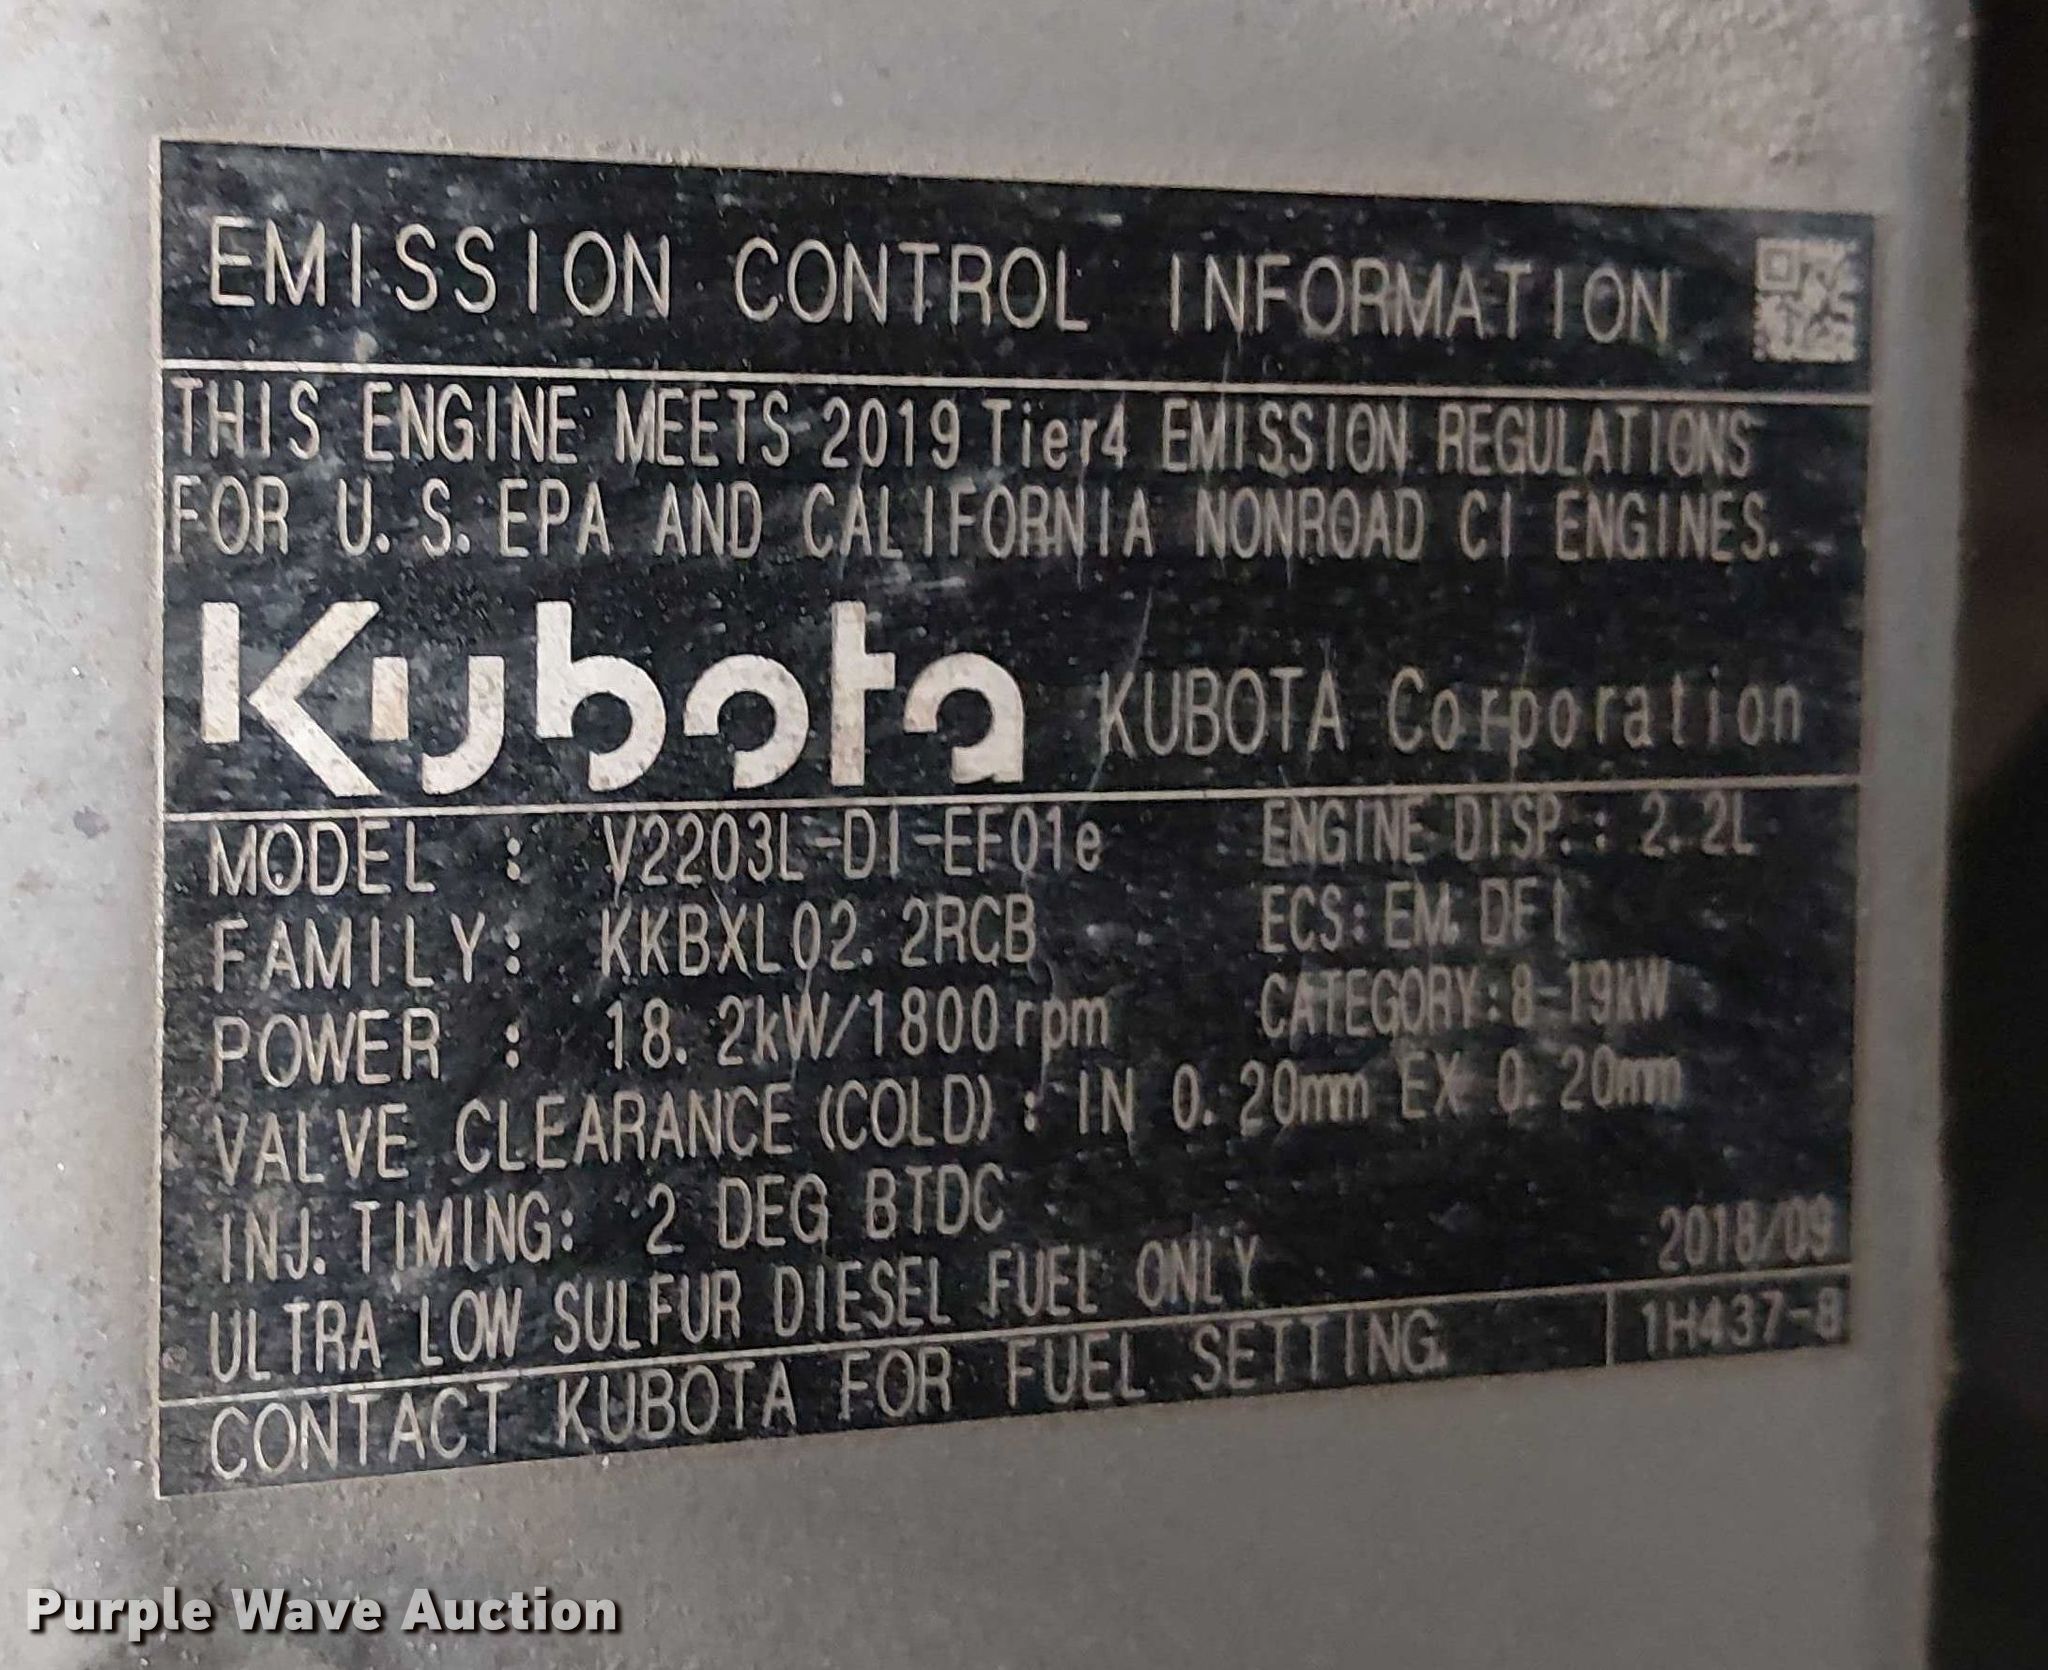 EMISSION CONTROL INFORMATION
THIS ENGINE MEETS 2019 Tier4 EMISSION REGULATIONS
FOR U.S. EPA AND CALIFORNIA NONROAD CI ENGINES.
Kubota KUBOTA Corporation
MODEL : V2203L-DI-EF01e ENGINE DISP. : 2.2L
FAMILY : KKBXL02.2RCB ECS: EM, DFI
POWER : 18.2kW/1800rpm CATEGORY: 8-19kW
VALVE CLEARANCE (COLD) : IN 0.20mm EX 0.20mm
INJ. TIMING: 2 DEG BTDC
ULTRA LOW SULFUR DIESEL FUEL ONLY 2018/09
CONTACT KUBOTA FOR FUEL SETTING. 1H437-8
Purple Wave Auction